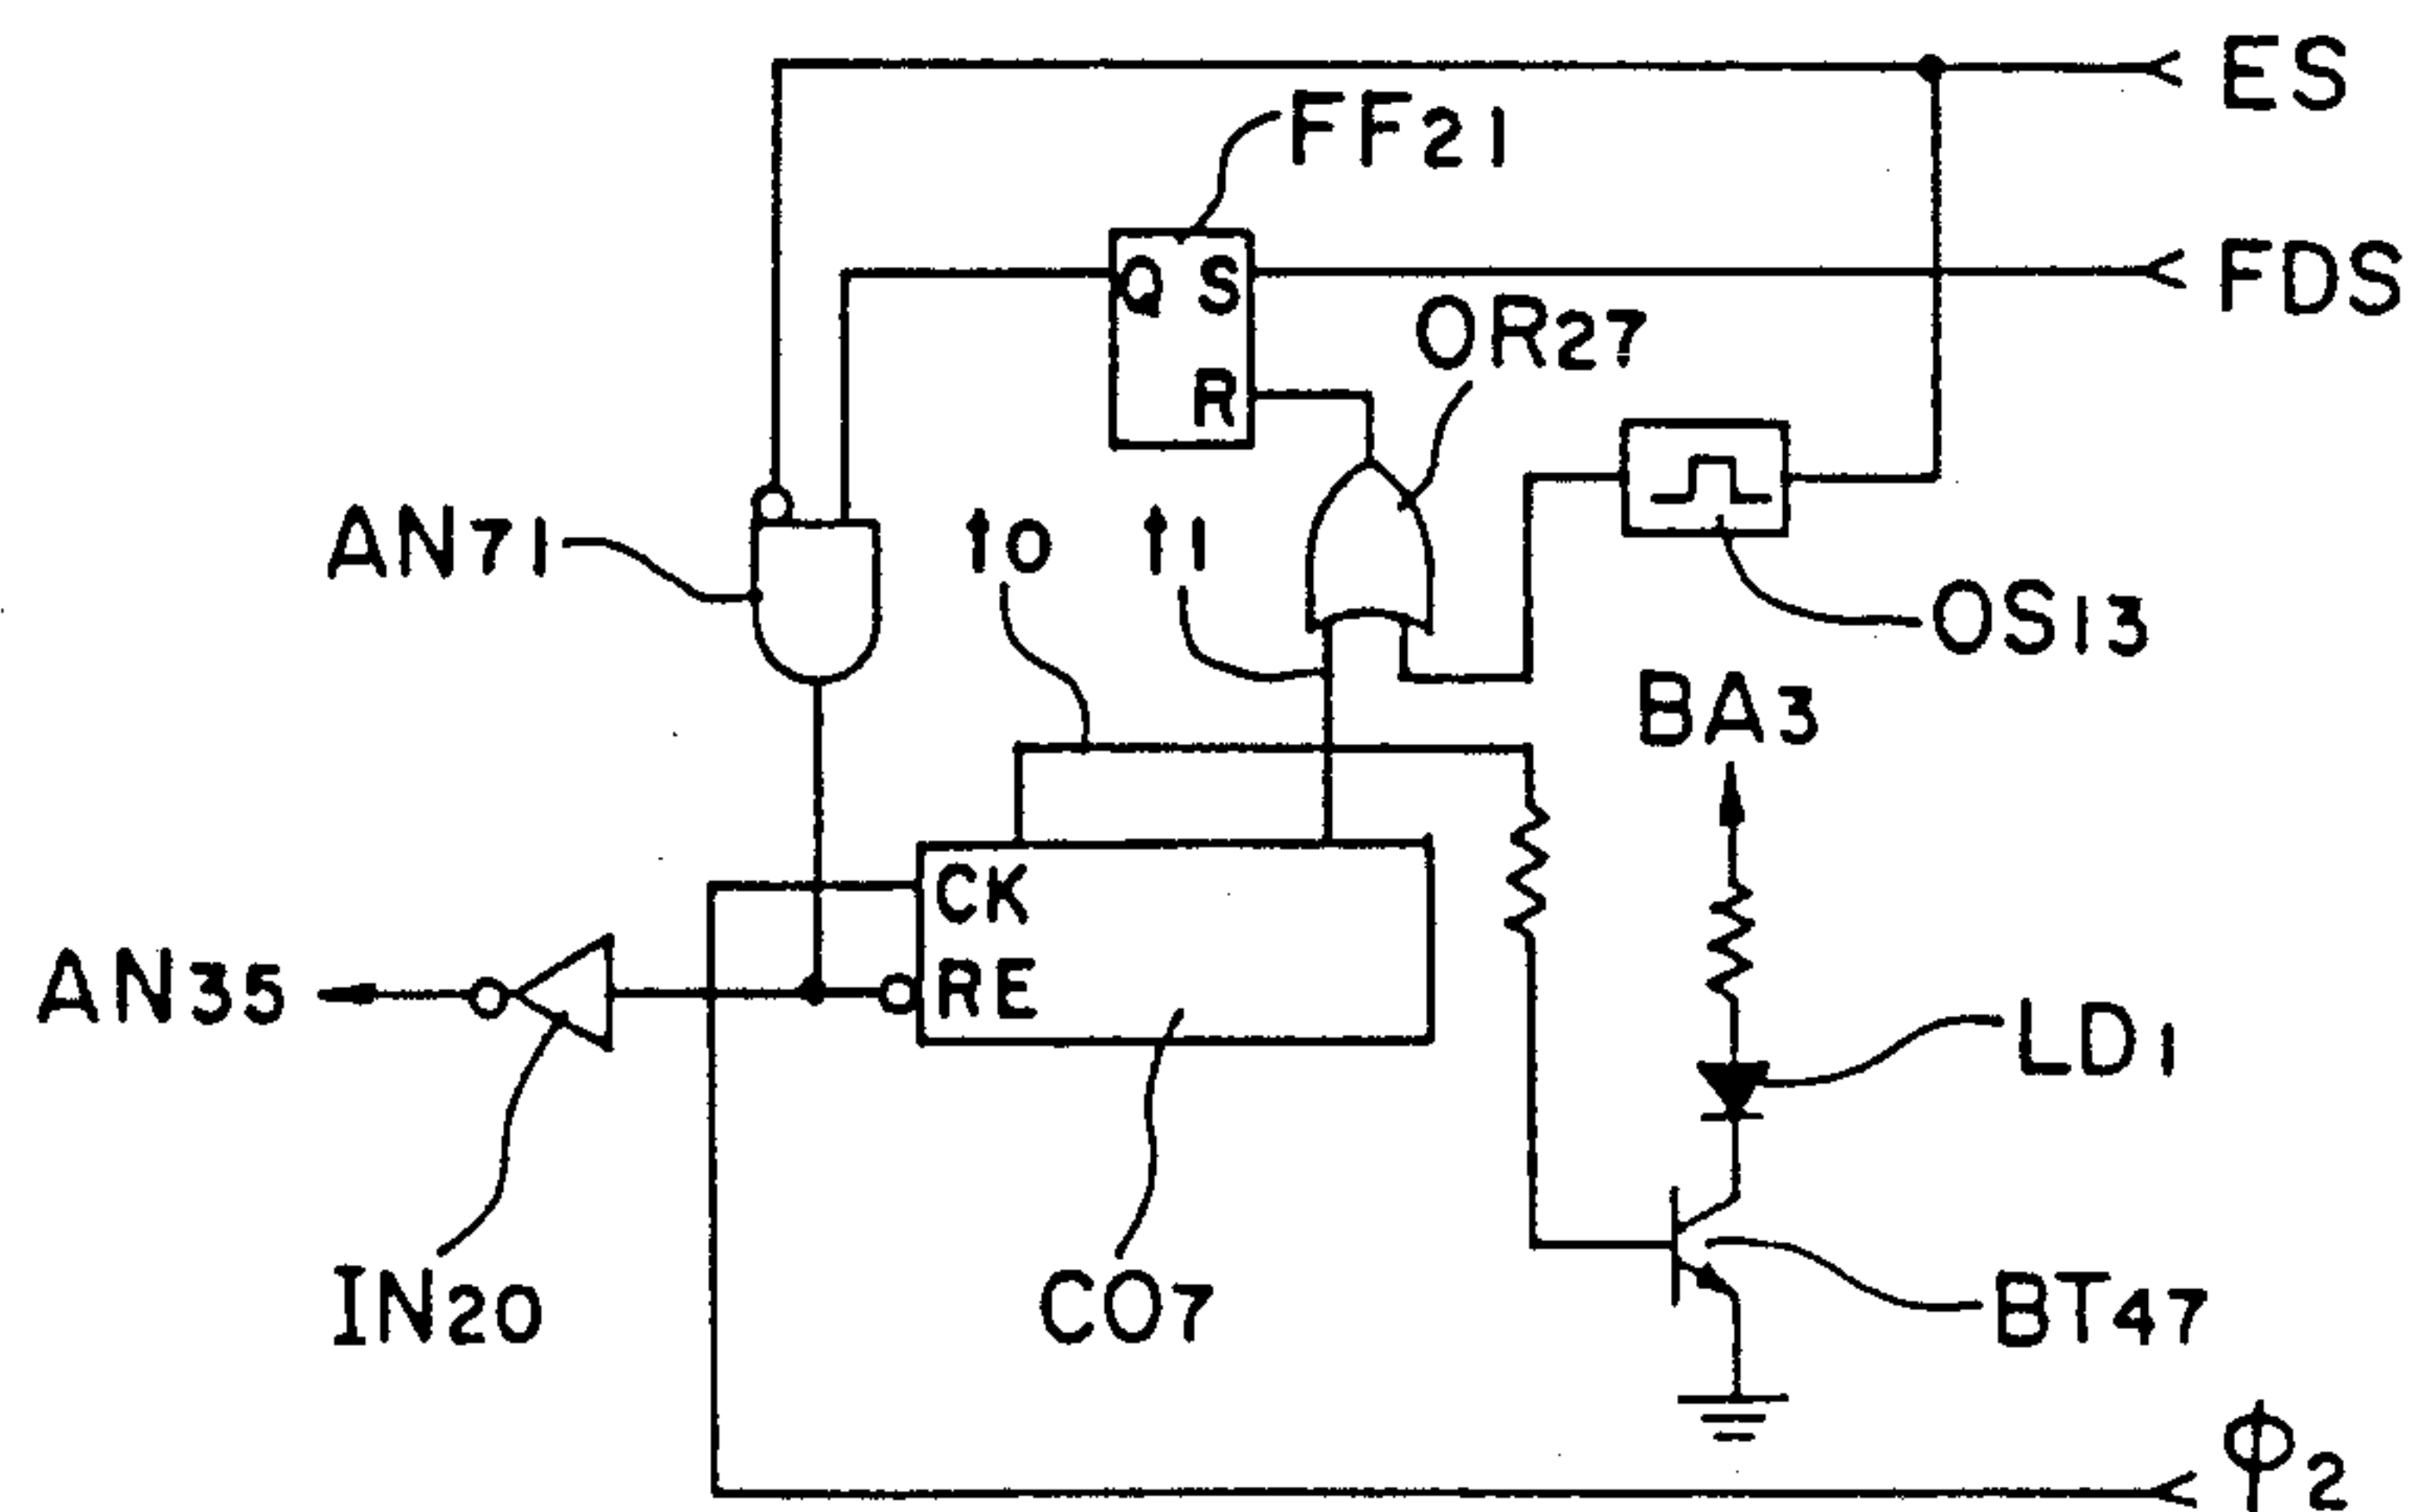 ES
FF21
FDS
Q S
OR27
R
AN71
t0
t1
OS13
BA3
CK
AN35
RE
LD1
IN20
CO7
BT47
ϕ2